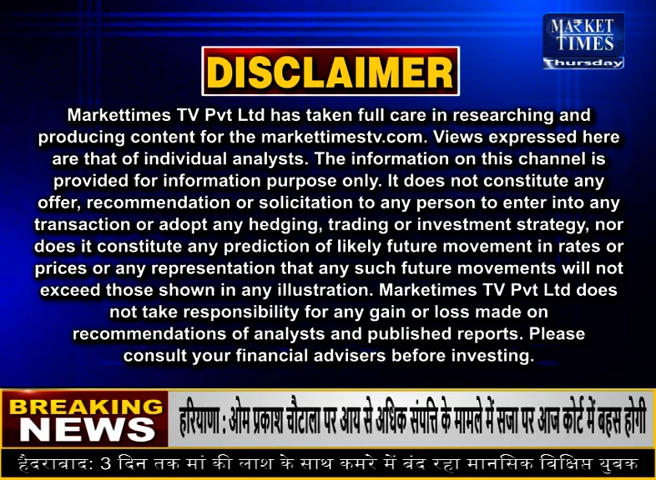 MARKET
TIMES
Thursday
DISCLAIMER
Markettimes TV Pvt Ltd has taken full care in researching and
producing content for the markettimestv.com. Views expressed here
are that of individual analysts. The information on this channel is
provided for information purpose only. It does not constitute any
offer, recommendation or solicitation to any person to enter into any
transaction or adopt any hedging, trading or investment strategy, nor
does it constitute any prediction of likely future movement in rates or
prices or any representation that any such future movements will not
exceed those shown in any illustration. Marketimes TV Pvt Ltd does
not take responsibility for any gain or loss made on
recommendations of analysts and published reports. Please
consult your financial advisers before investing.
BREAKING
NEWS
हरियाणा : ओम प्रकाश चौटाला पर आय से अधिक संपत्ति के मामले में सजा पर आज कोर्ट में बहस होगी
हैदराबाद: 3 दिन तक मां की लाश के साथ कमरे में बंद रहा मानसिक विक्षिप्त युवक